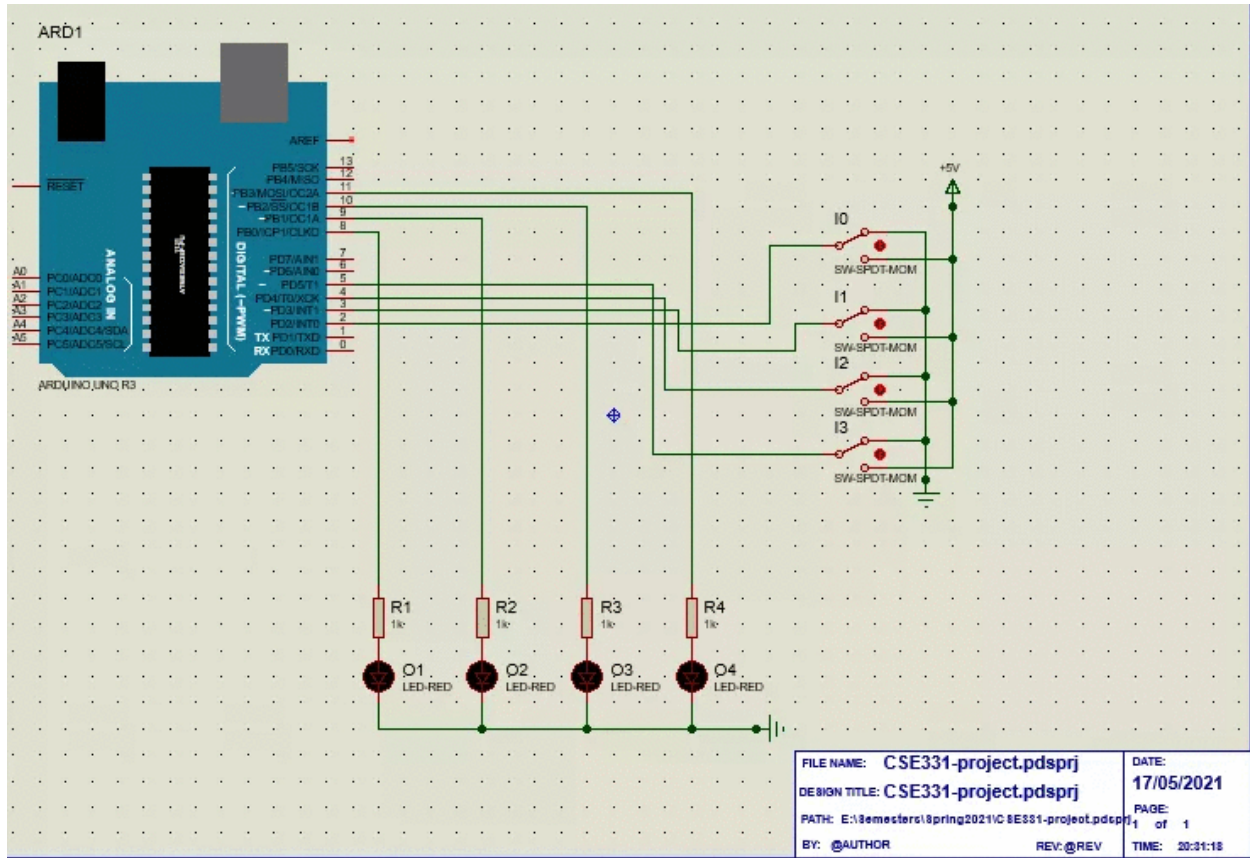 ARD1
AREF
13
PB5/SCK
12
PB4/MISO
11
PB3/MOSI/OC2A
10
~PB2/SS/OC1B
9
~PB1/OC1A
8
PB0/ICP1/CLKO
RESET
7
PD7/AIN1
6
~PD6/AIN0
5
~PD5/T1
4
PD4/T0/XCK
3
~PD3/INT1
2
PD2/INT0
1
TX PD1/TXD
0
RX PD0/RXD
DIGITAL (~PWM)
ANALOG IN
A0 PC0/ADC0
A1 PC1/ADC1
A2 PC2/ADC2
A3 PC3/ADC3
A4 PC4/ADC4/SDA
A5 PC5/ADC5/SCL
ARDUINO UNO R3
+5V
I0
SW-SPDT-MOM
I1
SW-SPDT-MOM
I2
SW-SPDT-MOM
I3
SW-SPDT-MOM
R1
1k
R2
1k
R3
1k
R4
1k
O1
LED-RED
O2
LED-RED
O3
LED-RED
O4
LED-RED
FILE NAME: CSE331-project.pdsprj
DESIGN TITLE: CSE331-project.pdsprj
PATH: E:\Semesters\Spring2021\CSE331-project.pdsprj
BY: @AUTHOR
REV:@REV
DATE:
17/05/2021
PAGE:
1 of 1
TIME: 20:31:18